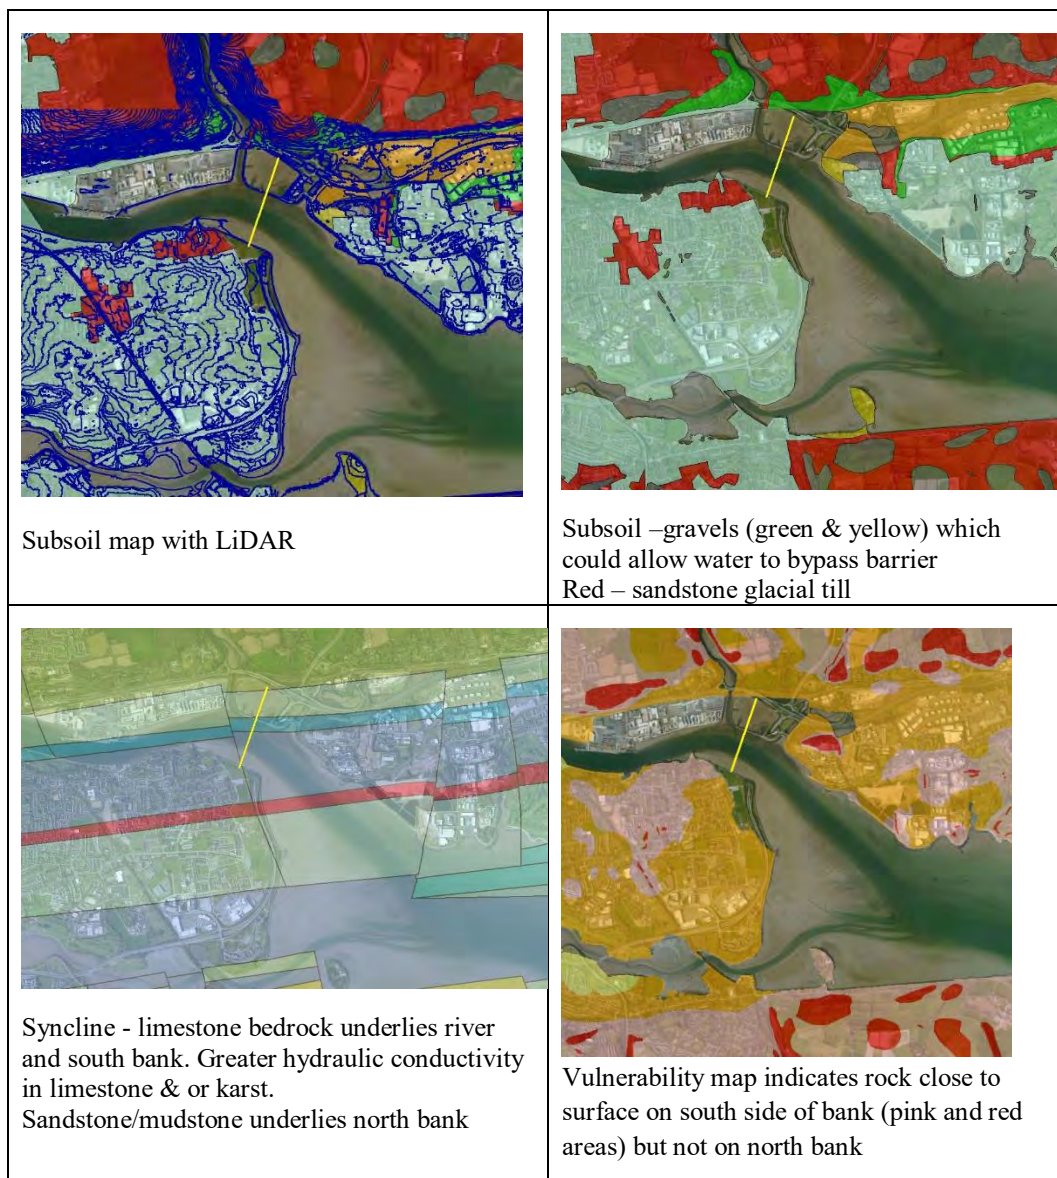 Subsoil map with LiDAR
Subsoil –gravels (green & yellow) which
could allow water to bypass barrier
Red – sandstone glacial till
Syncline - limestone bedrock underlies river
and south bank. Greater hydraulic conductivity
in limestone & or karst.
Sandstone/mudstone underlies north bank
Vulnerability map indicates rock close to
surface on south side of bank (pink and red
areas) but not on north bank